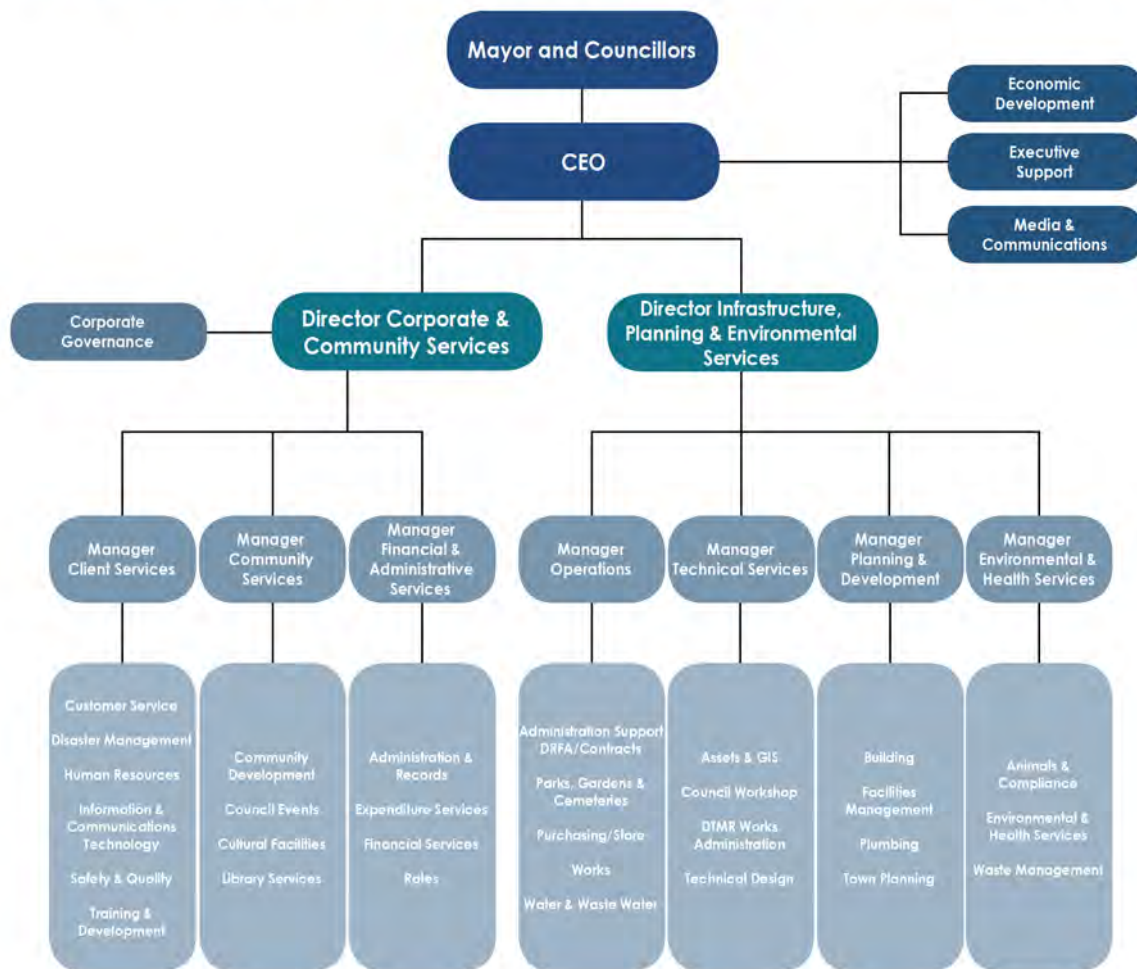 Mayor and Councillors
Economic
Development
CEO
Executive
Support
Media &
Communications
Corporate
Governance
Director Corporate &
Community Services
Director Infrastructure,
Planning & Environmental
Services
Manager
Client Services
Manager
Community
Services
Manager
Financial &
Administrative
Services
Manager
Operations
Manager
Technical Services
Manager
Planning &
Development
Manager
Environmental &
Health Services
Customer Service
Disaster Management
Human Resources
Information &
Communications
Technology
Safety & Quality
Training &
Development
Community
Development
Council Events
Cultural Facilities
Library Services
Administration &
Records
Expenditure Services
Financial Services
Rates
Administration Support
DRFA/Contracts
Parks, Gardens &
Cemeteries
Purchasing/Store
Works
Water & Waste Water
Assets & GIS
Council Workshop
DTMR Works
Administration
Technical Design
Building
Facilities
Management
Plumbing
Town Planning
Animals &
Compliance
Environmental &
Health Services
Waste Management